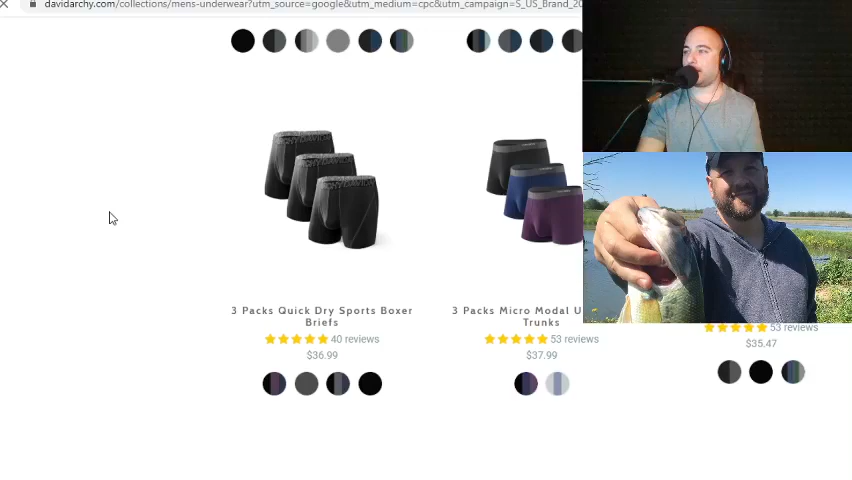 davidarchy.com/collections/mens-underwear?utm_source=google&utm_medium=cpc&utm_campaign=S_US_Brand_20
3 Packs Quick Dry Sports Boxer
Briefs
40 reviews
$36.99
3 Packs Micro Modal U
Trunks
53 reviews
$37.99
53 reviews
$35.47